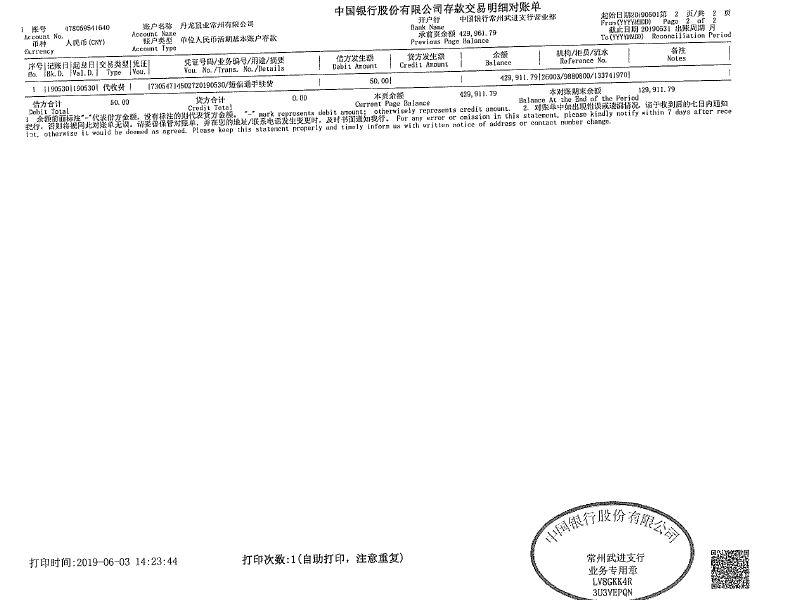 中国银行股份有限公司存款交易明细对账单
账号 478059541640 账户名称 丹龙氢业常州有限公司 开户行 中国银行常州武进支行营业部 起始日期20190501第 2 页/共 2 页
Account No. Account Name Bank Name From(YYYYMMDD) Page 2 of 2
币种 人民币(CNY) 账户类型 单位人民币活期基本账户存款 承前页余额 429,961.79 截止日期 20190531 出账周期 月
Currency Account Type Previous Page Balance To(YYYYMMDD) Reconciliation Period
序号 记账日 起息日 交易类型 凭证 凭证号码/业务编号/用途/摘要 借方发生额 贷方发生额 余额 机构/柜员/流水 备注
No. Bk.D. Val.D. Type Vou. Vou. No./Trans. No./Details Debit Amount Credit Amount Balance Reference No. Notes
1 190530 190530 代收费 /7305471450272019053​0/短信通手续费 50.00 429,911.79 26003/9880800/133741970
借方合计 50.00 贷方合计 0.00 本页余额 429,911.79 本对账期末余额 429,911.79
Debit Total Credit Total Current Page Balance Balance At the End of the Period
1 余额前面标注“-”代表借方金额，没有标注的则代表贷方金额。 "-" mark represents debit amount; otherwise represents credit amount. 2. 对账单中如出现错误或遗漏情况，请于收到后的七日内通知
我行，否则将视同此对账单无误。请妥善保管对账单，并在您的地址/联系电话发生变更时，及时书面通知我行。 For any error or omission in this statement, please kindly notify within 7 days after rece
ipt, otherwise it would be deemed as agreed. Please keep this statement properly and timely inform us with written notice of address or contact number change.
中国银行股份有限公司
常州武进支行
业务专用章
LV8GKK4R
3U3VEPQN
打印时间:2019-06-03 14:23:44 打印次数:1(自助打印，注意重复)